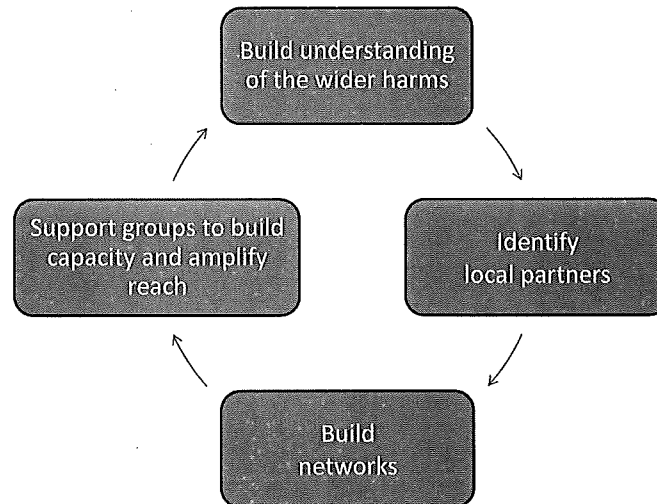 Build understanding
of the wider harms
Identify
local partners
Build
networks
Support groups to build
capacity and amplify
reach